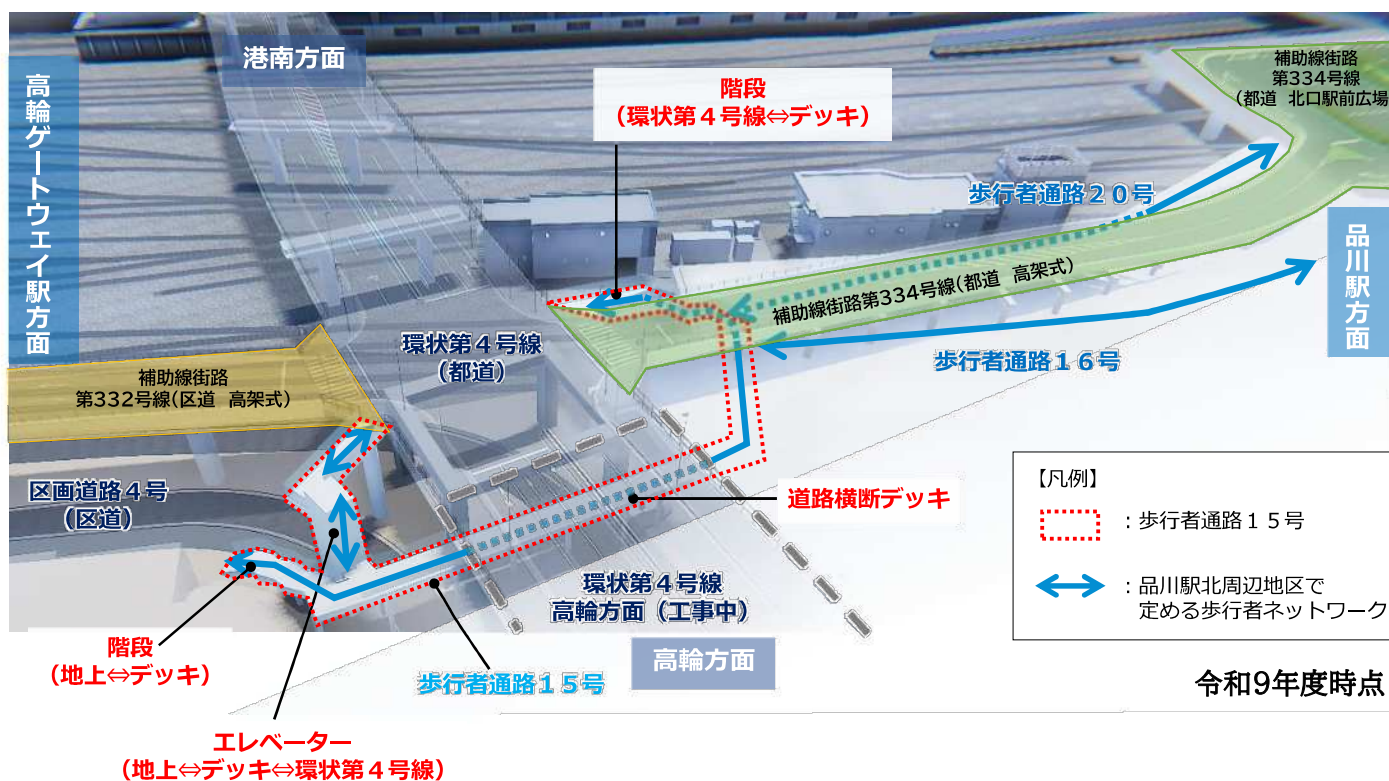 港南方面
高輪ゲートウェイ駅方面
階段
(環状第4号線⇔デッキ)
補助線街路
第334号線
(都道 北口駅前広場
歩行者通路20号
品川駅方面
補助線街路第334号線(都道 高架式)
環状第4号線
(都道)
歩行者通路16号
補助線街路
第332号線(区道 高架式)
区画道路4号
(区道)
道路横断デッキ
【凡例】
:歩行者通路15号
:品川駅北周辺地区で
定める歩行者ネットワーク
環状第4号線
高輪方面(工事中)
階段
(地上⇔デッキ)
歩行者通路15号
高輪方面
令和9年度時点
エレベーター
(地上⇔デッキ⇔環状第4号線)